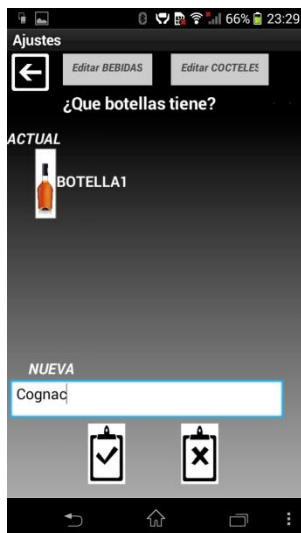 66% 23:29
Ajustes
Editar BEBIDAS Editar COCTELES
¿Que botellas tiene?
ACTUAL
BOTELLA1
NUEVA
Cognac